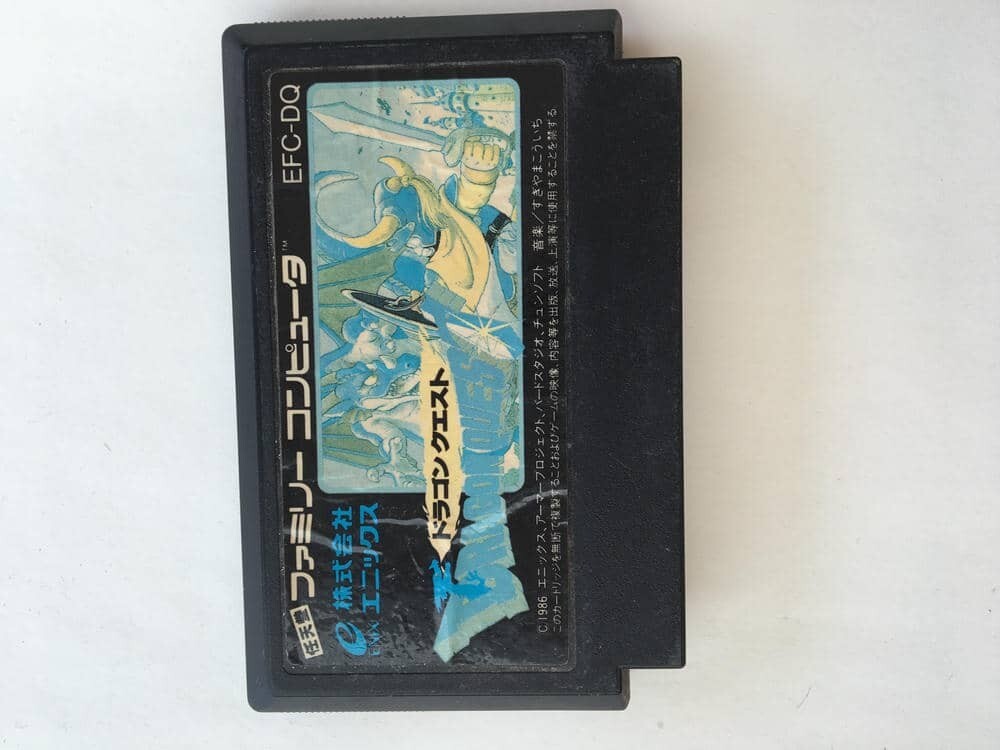 任天堂 ファミリー コンピュータ™ EFC-DQ
株式会社
エニックス
ENIX
ドラゴンクエスト
DRAGON QUEST
C.1986 エニックス、アーマープロジェクト、バードスタジオ、チュンソフト 音楽/すぎやまこういち
このカートリッジを無断で複製することおよびゲームの映像、内容等を出版、放送、上演等に使用することを禁する